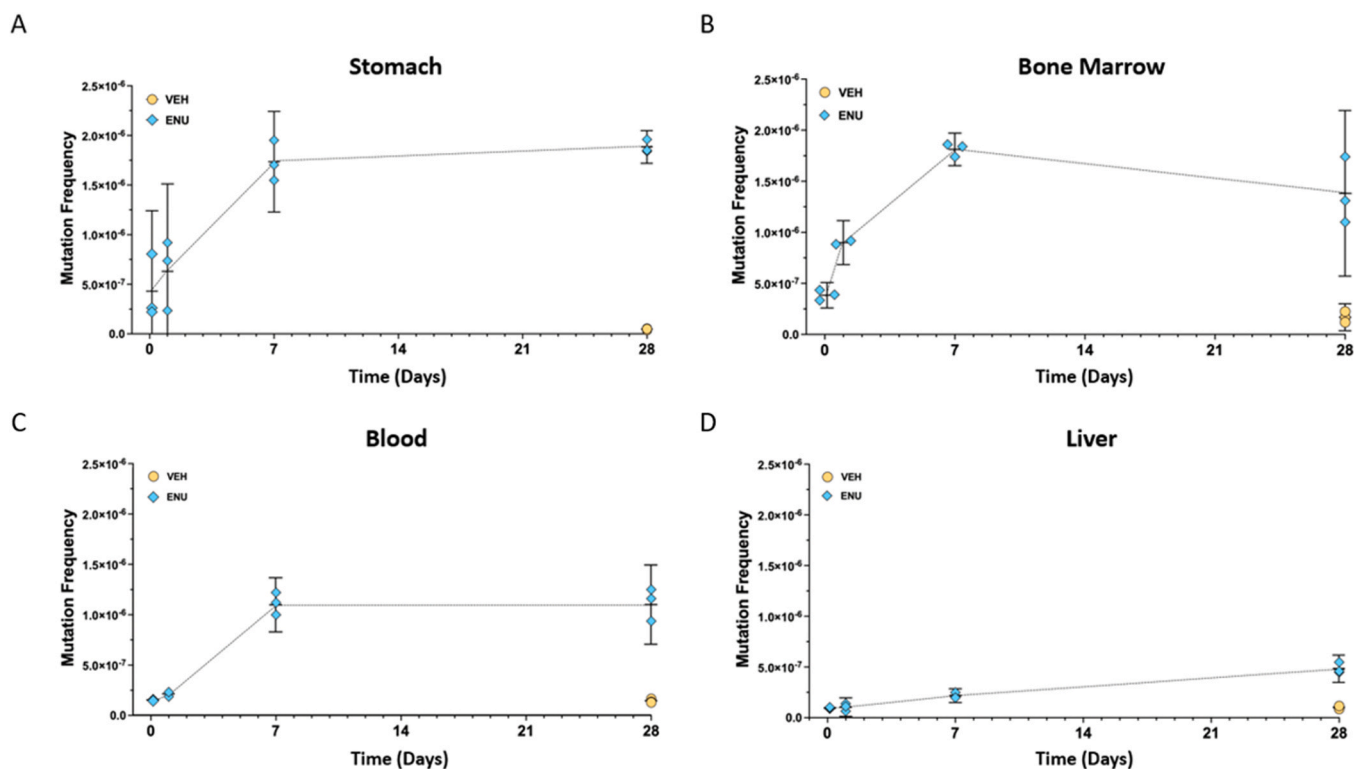 A
Stomach
2.5×10-6
2.0×10-6
1.5×10-6
1.0×10-6
5.0×10-7
0.0
Mutation Frequency
VEH
ENU
0 7 14 21 28
Time (Days)
B
Bone Marrow
2.5×10-6
2.0×10-6
1.5×10-6
1.0×10-6
5.0×10-7
0.0
Mutation Frequency
VEH
ENU
0 7 14 21 28
Time (Days)
C
Blood
2.5×10-6
2.0×10-6
1.5×10-6
1.0×10-6
5.0×10-7
0.0
Mutation Frequency
VEH
ENU
0 7 14 21 28
Time (Days)
D
Liver
2.5×10-6
2.0×10-6
1.5×10-6
1.0×10-6
5.0×10-7
0.0
Mutation Frequency
VEH
ENU
0 7 14 21 28
Time (Days)